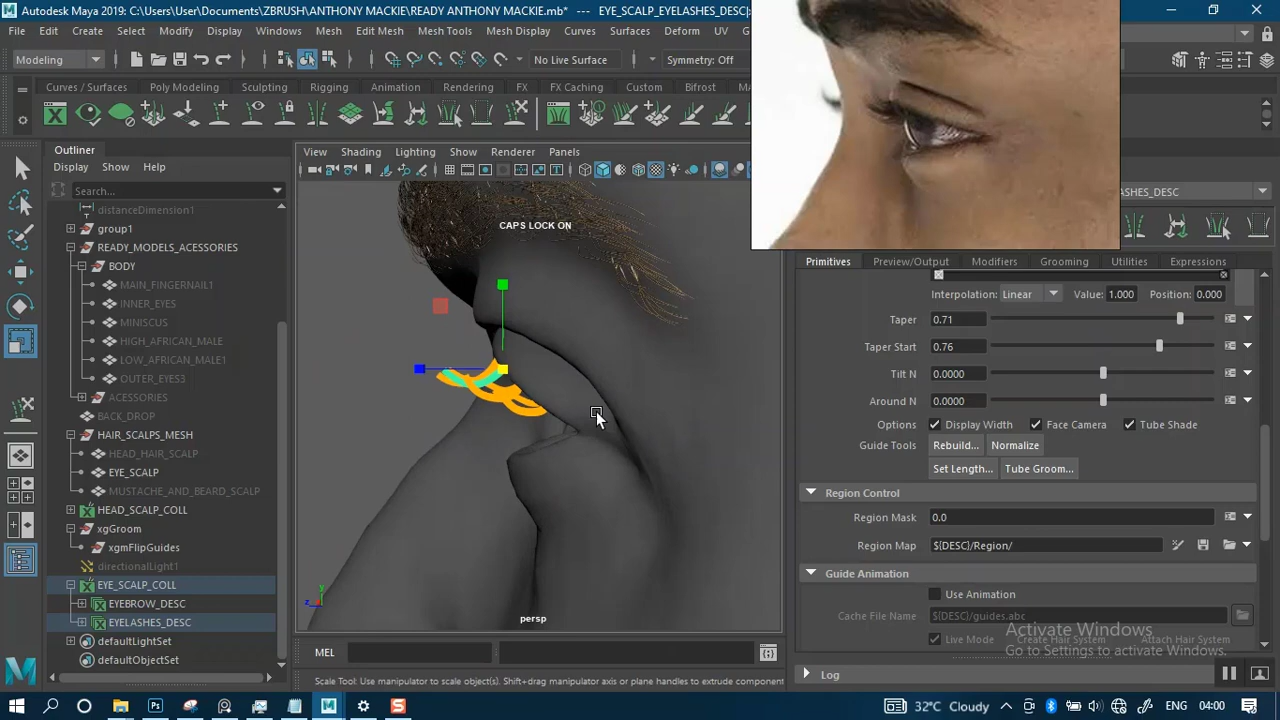 Autodesk Maya 2019: C:\Users\User\Documents\ZBRUSH\ANTHONY MACKIE\READY ANTHONY MACKIE.mb* --- EYE_SCALP_EYELASHES_DESC|
File Edit Create Select Modify Display Windows Mesh Edit Mesh Mesh Tools Mesh Display Curves Surfaces Deform UV
Modeling No Live Surface Symmetry: Off
Curves / Surfaces Poly Modeling Sculpting Rigging Animation Rendering FX FX Caching Custom Bifrost MA
Outliner
Display Show Help
Search...
distanceDimension1
group1
READY_MODELS_ACESSORIES
BODY
MAIN_FINGERNAIL1
INNER_EYES
MINISCUS
HIGH_AFRICAN_MALE
LOW_AFRICAN_MALE1
OUTER_EYES3
ACESSORIES
BACK_DROP
HAIR_SCALPS_MESH
HEAD_HAIR_SCALP
EYE_SCALP
MUSTACHE_AND_BEARD_SCALP
HEAD_SCALP_COLL
xgGroom
xgmFlipGuides
directionalLight1
EYE_SCALP_COLL
EYEBROW_DESC
EYELASHES_DESC
defaultLightSet
defaultObjectSet
View Shading Lighting Show Renderer Panels
CAPS LOCK ON
persp
MEL
Scale Tool: Use manipulator to scale object(s). Shift+drag manipulator axis or plane handles to extrude component
LASHES_DESC
Primitives Preview/Output Modifiers Grooming Utilities Expressions
Interpolation: Linear Value: 1.000 Position: 0.000
Taper 0.71
Taper Start 0.76
Tilt N 0.0000
Around N 0.0000
Options Display Width Face Camera Tube Shade
Guide Tools Rebuild... Normalize
Set Length... Tube Groom...
Region Control
Region Mask 0.0
Region Map ${DESC}/Region/
Guide Animation
Use Animation
Cache File Name ${DESC}/guides.abc
Live Mode Create Hair System Attach Hair System
Activate Windows
Go to Settings to activate Windows.
Log
32°C Cloudy ENG 04:00